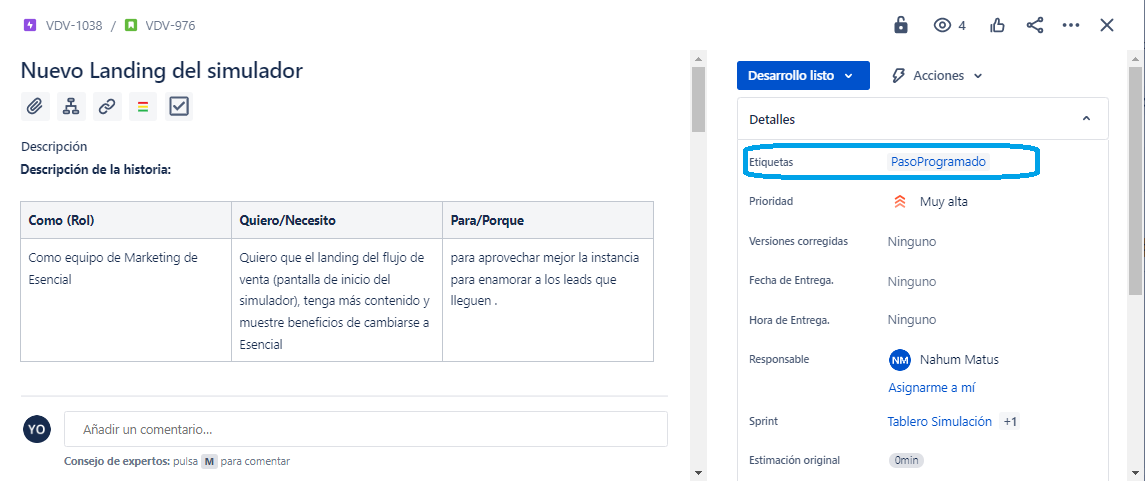 VDV-1038 / VDV-976
4
Nuevo Landing del simulador
Descripción
Descripción de la historia:
Como (Rol) Quiero/Necesito Para/Porque
Como equipo de Marketing de
Esencial
Quiero que el landing del flujo de
venta (pantalla de inicio del
simulador), tenga más contenido y
muestre beneficios de cambiarse a
Esencial
para aprovechar mejor la instancia
para enamorar a los leads que
lleguen .
YO
Añadir un comentario...
Consejo de expertos: pulsa M para comentar
Desarrollo listo
Acciones
Detalles
Etiquetas PasoProgramado
Prioridad Muy alta
Versiones corregidas Ninguno
Fecha de Entrega. Ninguno
Hora de Entrega. Ninguno
Responsable NM Nahum Matus
Asignarme a mí
Sprint Tablero Simulación +1
Estimación original 0min